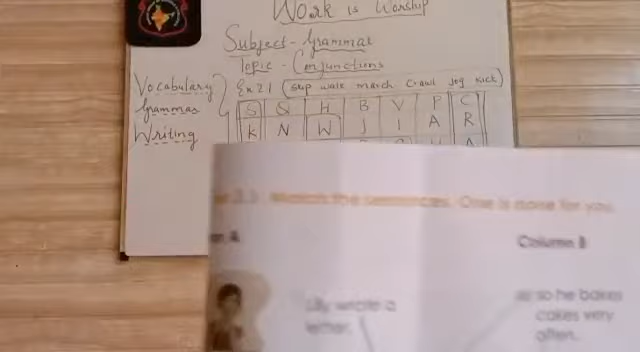 Work is Worship
Subject - Grammar
Topic - Conjunctions
Vocabulary
Grammar
Writing
Ex 2.1 (skip walk march crawl jog kick)
S Q H B V P C
K N W J I A R
Match the sentences. One is done for you.
Column B
Lily wrote a
letter.
so he bakes
cakes very
often.